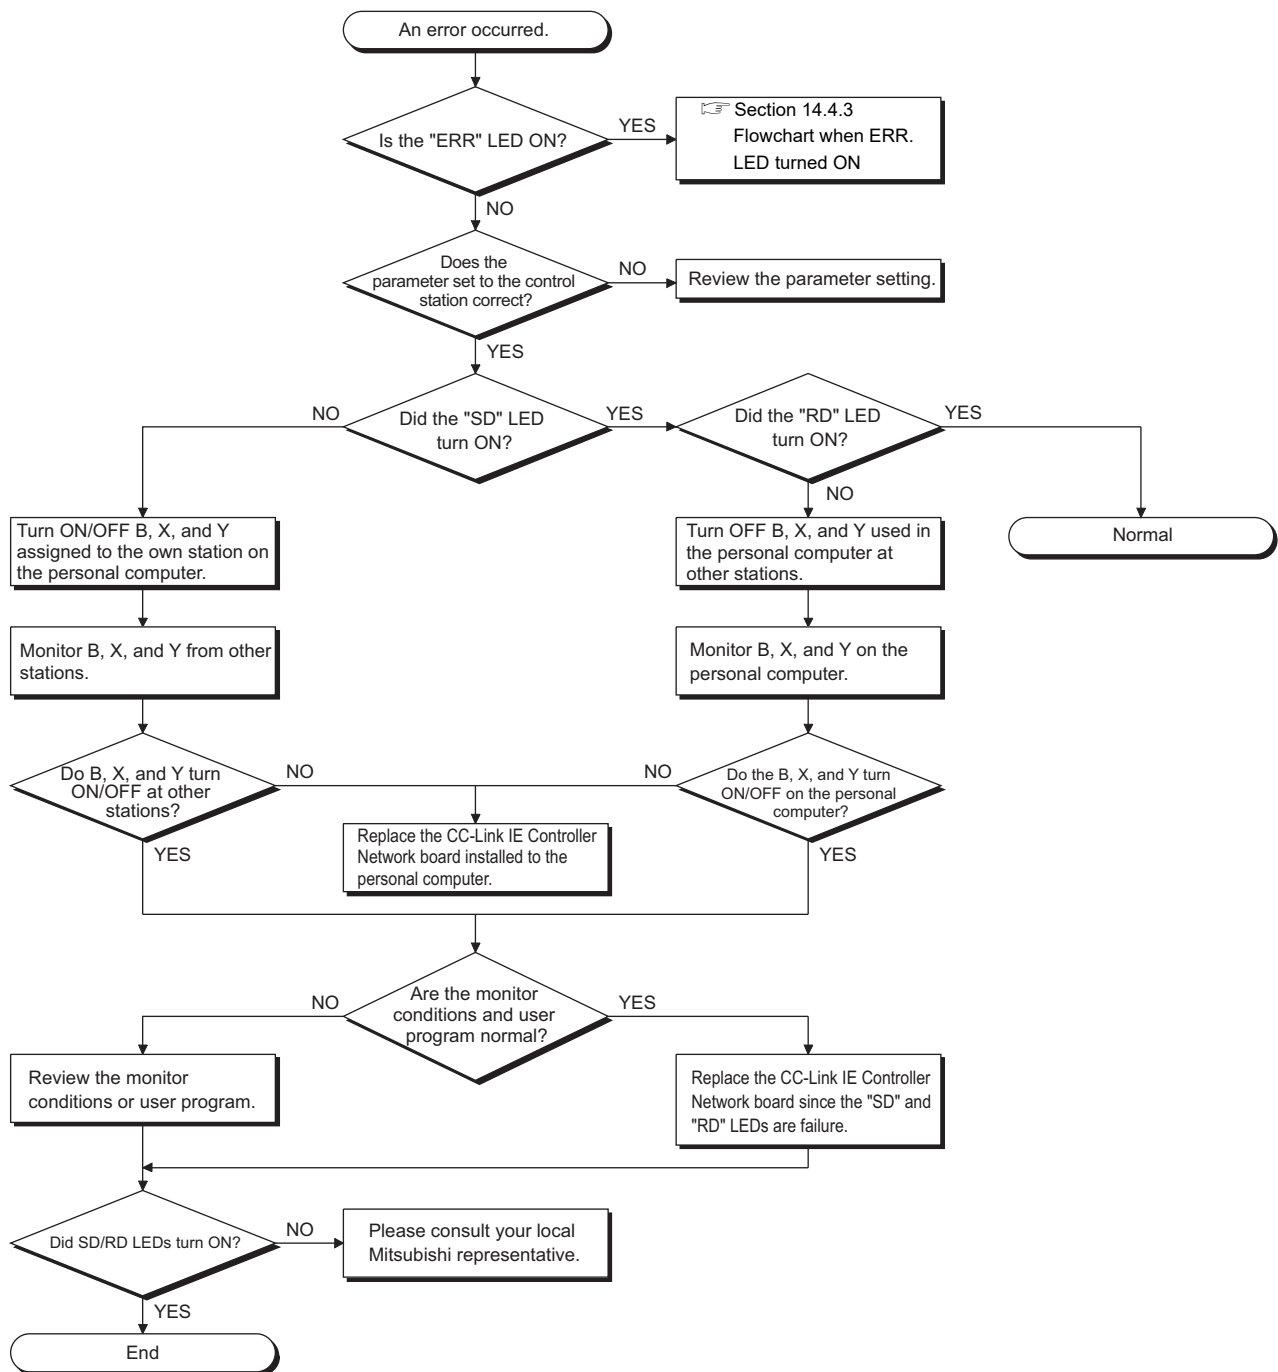 An error occurred.
Is the "ERR" LED ON?
YES
☞ Section 14.4.3
Flowchart when ERR.
LED turned ON
NO
Does the
parameter set to the control
station correct?
NO
Review the parameter setting.
YES
NO
Did the "SD" LED
turn ON?
YES
Did the "RD" LED
turn ON?
YES
NO
Turn ON/OFF B, X, and Y
assigned to the own station on
the personal computer.
Turn OFF B, X, and Y used in
the personal computer at
other stations.
Normal
Monitor B, X, and Y from other
stations.
Monitor B, X, and Y on the
personal computer.
Do B, X, and Y turn
ON/OFF at other
stations?
NO
NO
Do the B, X, and Y turn
ON/OFF on the personal
computer?
YES
Replace the CC-Link IE Controller
Network board installed to the
personal computer.
YES
NO
Are the monitor
conditions and user
program normal?
YES
Review the monitor
conditions or user program.
Replace the CC-Link IE Controller
Network board since the "SD" and
"RD" LEDs are failure.
Did SD/RD LEDs turn ON?
NO
Please consult your local
Mitsubishi representative.
YES
End